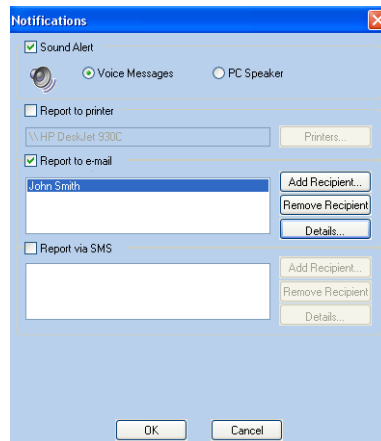 Notifications
Sound Alert
Voice Messages PC Speaker
Report to printer
\\HP DeskJet 930C Printers...
Report to e-mail
John Smith Add Recipient...
Remove Recipient
Details...
Report via SMS
Add Recipient...
Remove Recipient
Details...
OK Cancel